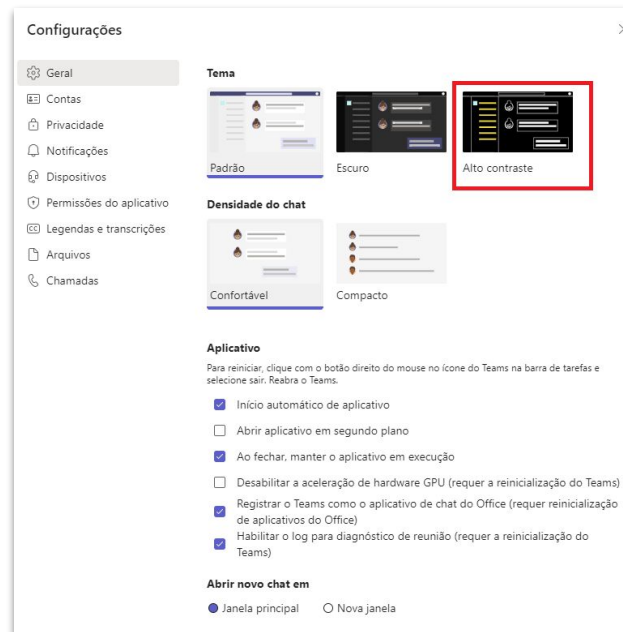 Configurações
Geral
Contas
Privacidade
Notificações
Dispositivos
Permissões do aplicativo
CC Legendas e transcrições
Arquivos
Chamadas
Tema
Padrão
Escuro
Alto contraste
Densidade do chat
Confortável
Compacto
Aplicativo
Para reiniciar, clique com o botão direito do mouse no ícone do Teams na barra de tarefas e
selecione sair. Reabra o Teams.
Início automático de aplicativo
Abrir aplicativo em segundo plano
Ao fechar, manter o aplicativo em execução
Desabilitar a aceleração de hardware GPU (requer a reinicialização do Teams)
Registrar o Teams como o aplicativo de chat do Office (requer reinicialização
de aplicativos do Office)
Habilitar o log para diagnóstico de reunião (requer a reinicialização do
Teams)
Abrir novo chat em
Janela principal
Nova janela